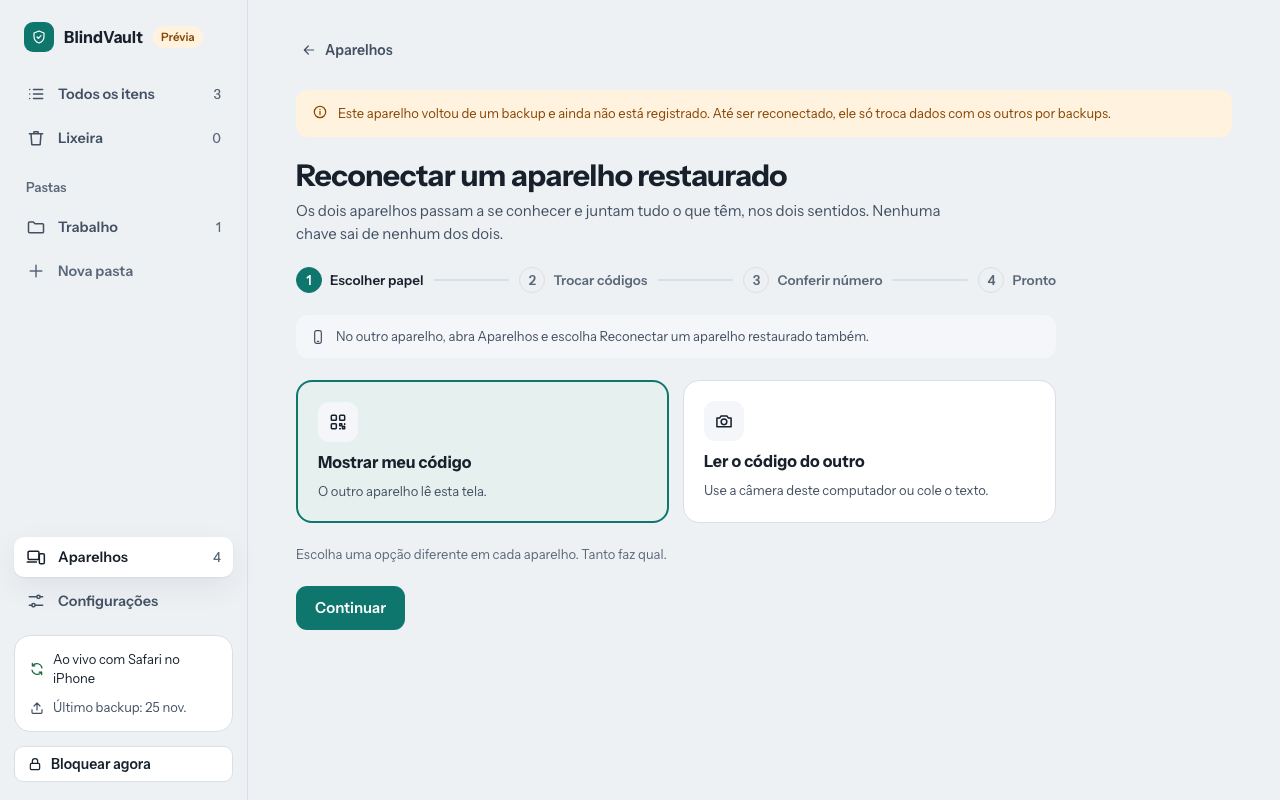 BlindVault Prévia
Todos os itens 3
Lixeira 0
Pastas
Trabalho 1
Nova pasta
Aparelhos 4
Configurações
Ao vivo com Safari no
iPhone
Último backup: 25 nov.
Bloquear agora
Aparelhos
Este aparelho voltou de um backup e ainda não está registrado. Até ser reconectado, ele só troca dados com os outros por backups.
Reconectar um aparelho restaurado
Os dois aparelhos passam a se conhecer e juntam tudo o que têm, nos dois sentidos. Nenhuma
chave sai de nenhum dos dois.
1 Escolher papel 2 Trocar códigos 3 Conferir número 4 Pronto
No outro aparelho, abra Aparelhos e escolha Reconectar um aparelho restaurado também.
Mostrar meu código
O outro aparelho lê esta tela.
Ler o código do outro
Use a câmera deste computador ou cole o texto.
Escolha uma opção diferente em cada aparelho. Tanto faz qual.
Continuar